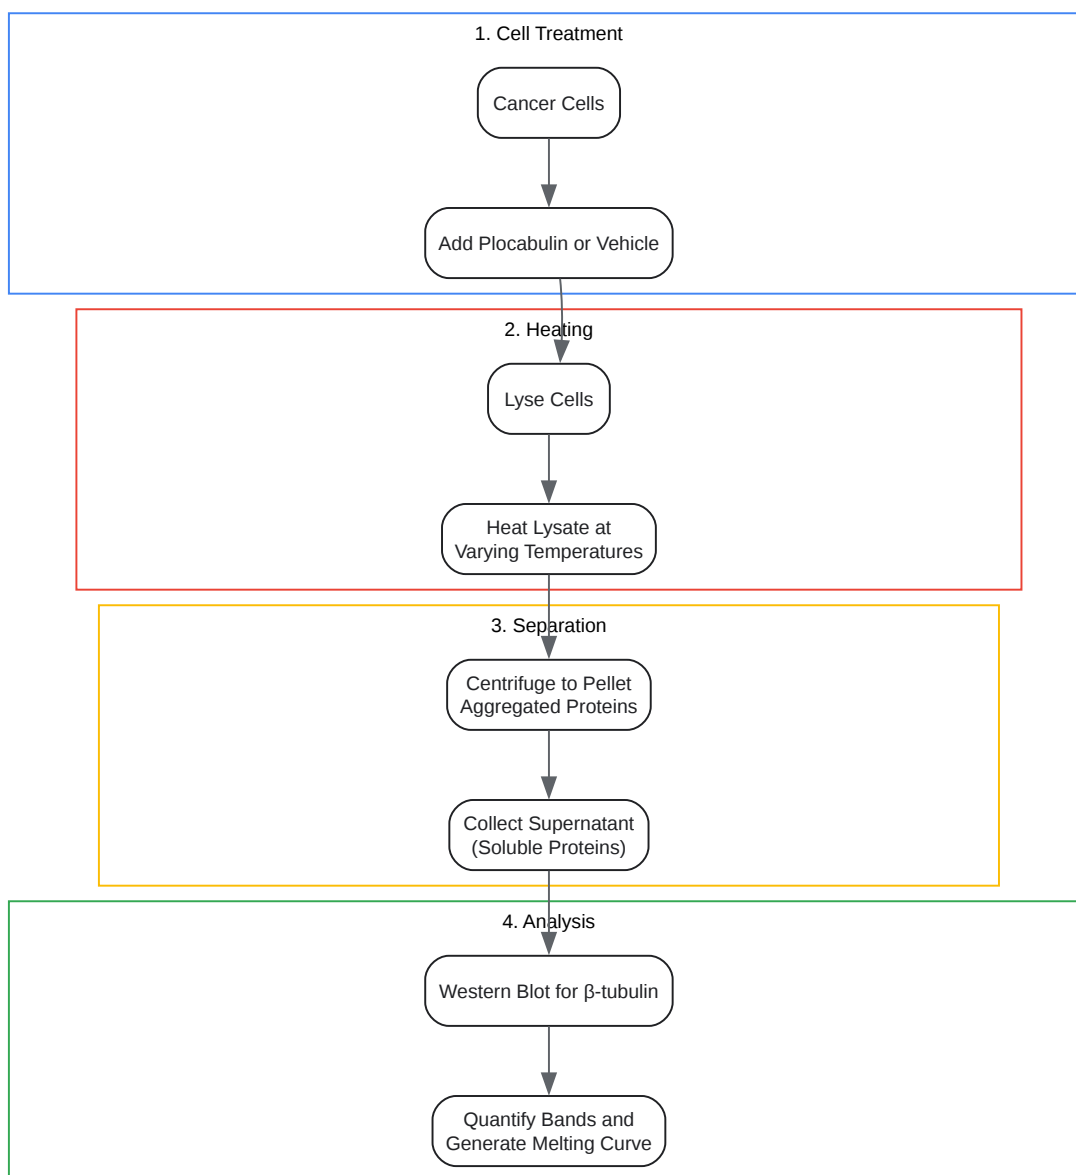 1. Cell Treatment
Cancer Cells
Add Plocabulin or Vehicle
2. Heating
Lyse Cells
Heat Lysate at
Varying Temperatures
3. Separation
Centrifuge to Pellet
Aggregated Proteins
Collect Supernatant
(Soluble Proteins)
4. Analysis
Western Blot for β-tubulin
Quantify Bands and
Generate Melting Curve